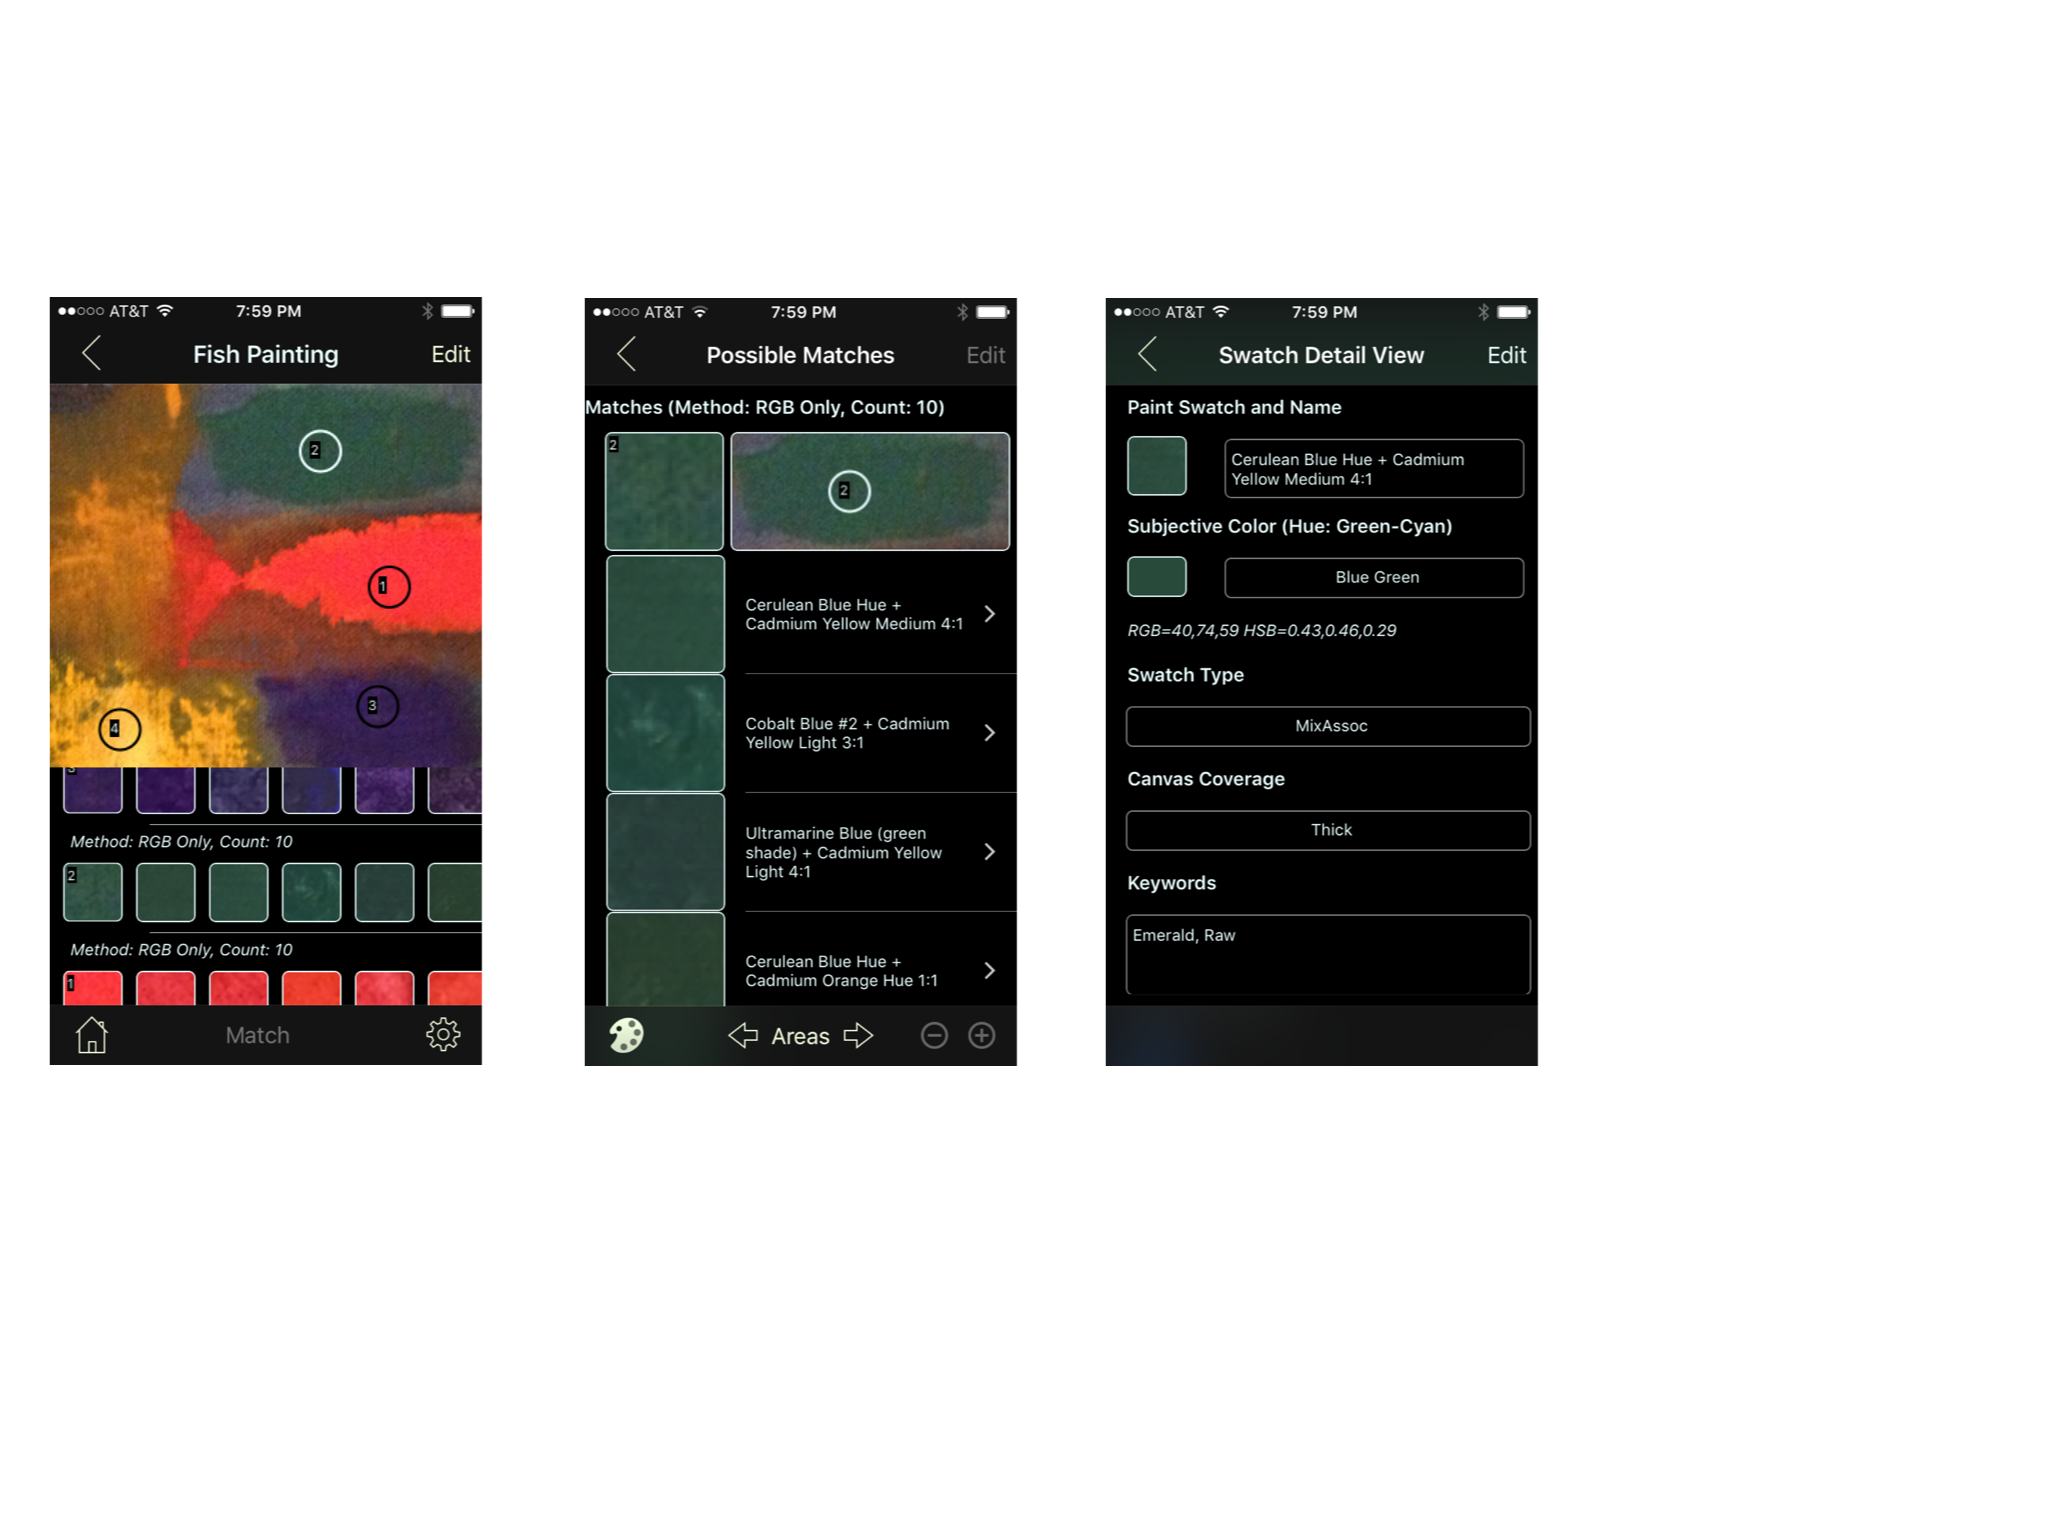 AT&T 7:59 PM
Fish Painting Edit
2
1
3
4
3
Method: RGB Only, Count: 10
2
Method: RGB Only, Count: 10
1
Match
AT&T 7:59 PM
Possible Matches Edit
Matches (Method: RGB Only, Count: 10)
2
2
Cerulean Blue Hue +
Cadmium Yellow Medium 4:1
Cobalt Blue #2 + Cadmium
Yellow Light 3:1
Ultramarine Blue (green
shade) + Cadmium Yellow
Light 4:1
Cerulean Blue Hue +
Cadmium Orange Hue 1:1
Areas
AT&T 7:59 PM
Swatch Detail View Edit
Paint Swatch and Name
Cerulean Blue Hue + Cadmium
Yellow Medium 4:1
Subjective Color (Hue: Green-Cyan)
Blue Green
RGB=40,74,59 HSB=0.43,0.46,0.29
Swatch Type
MixAssoc
Canvas Coverage
Thick
Keywords
Emerald, Raw